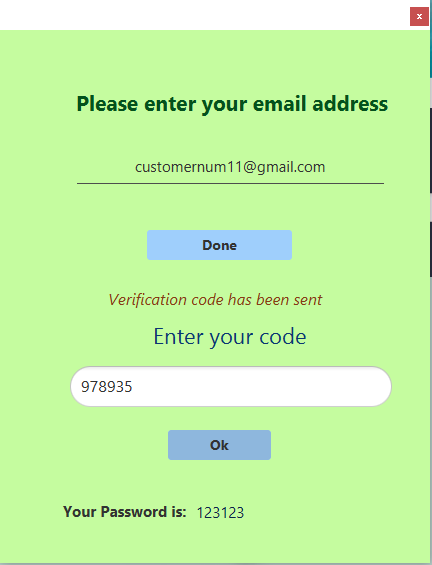 x
Please enter your email address
customernum11@gmail.com
Done
Verification code has been sent
Enter your code
978935
Ok
Your Password is: 123123